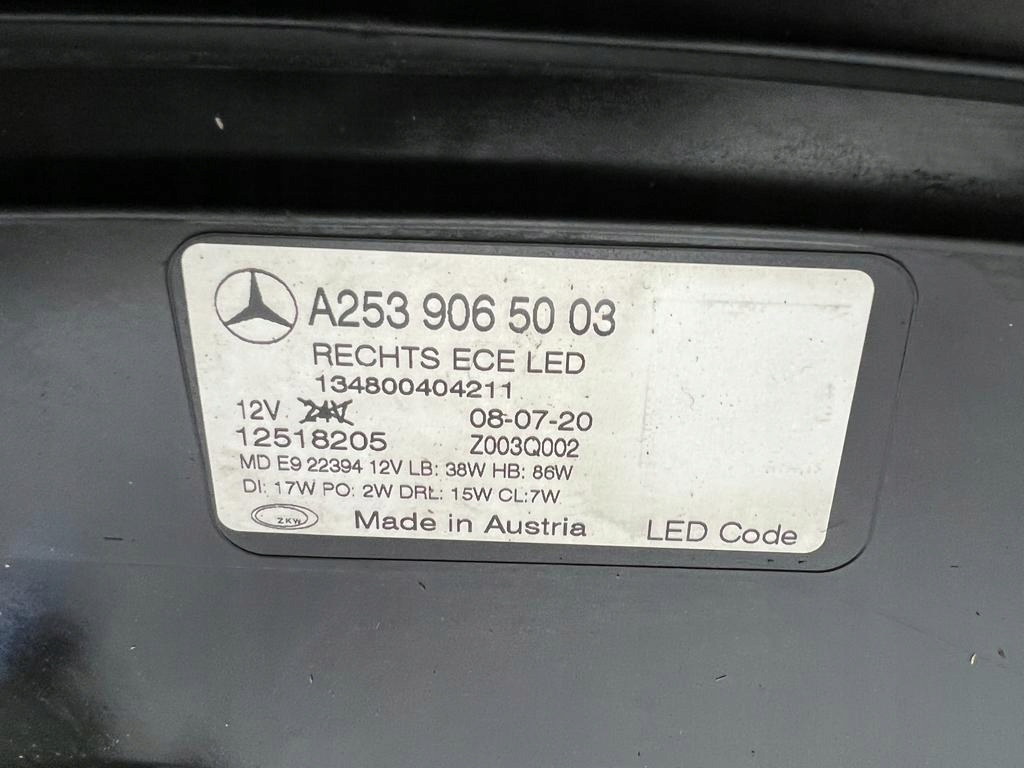 A253 906 50 03
RECHTS ECE LED
134800404211
12V 24V 08-07-20
12518205 Z003Q002
MD E9 22394 12V LB: 38W HB: 86W
DI: 17W PO: 2W DRL: 15W CL:7W
ZKW Made in Austria LED Code